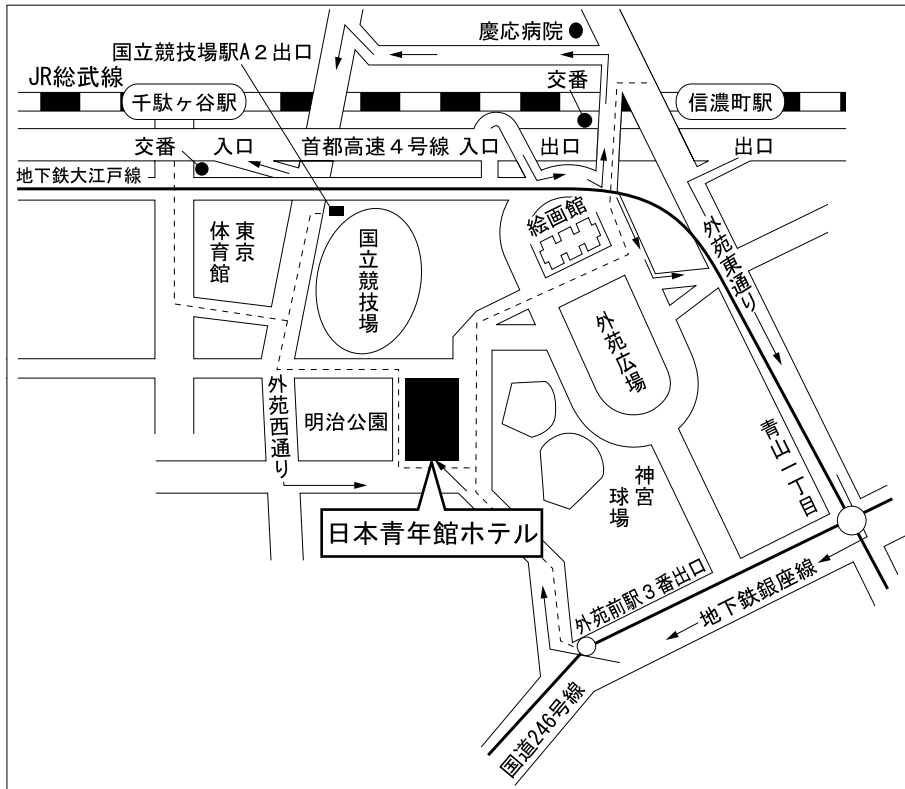 慶応病院
国立競技場駅A2出口
JR総武線
千駄ヶ谷駅
交番
信濃町駅
交番
入口
首都高速4号線
入口
出口
出口
地下鉄大江戸線
東京
体育館
国立競技場
絵画館
外苑東通り
外苑広場
外苑西通り
明治公園
青山一丁目
神宮
球場
日本青年館ホテル
外苑前駅3番出口
地下鉄銀座線
国道246号線